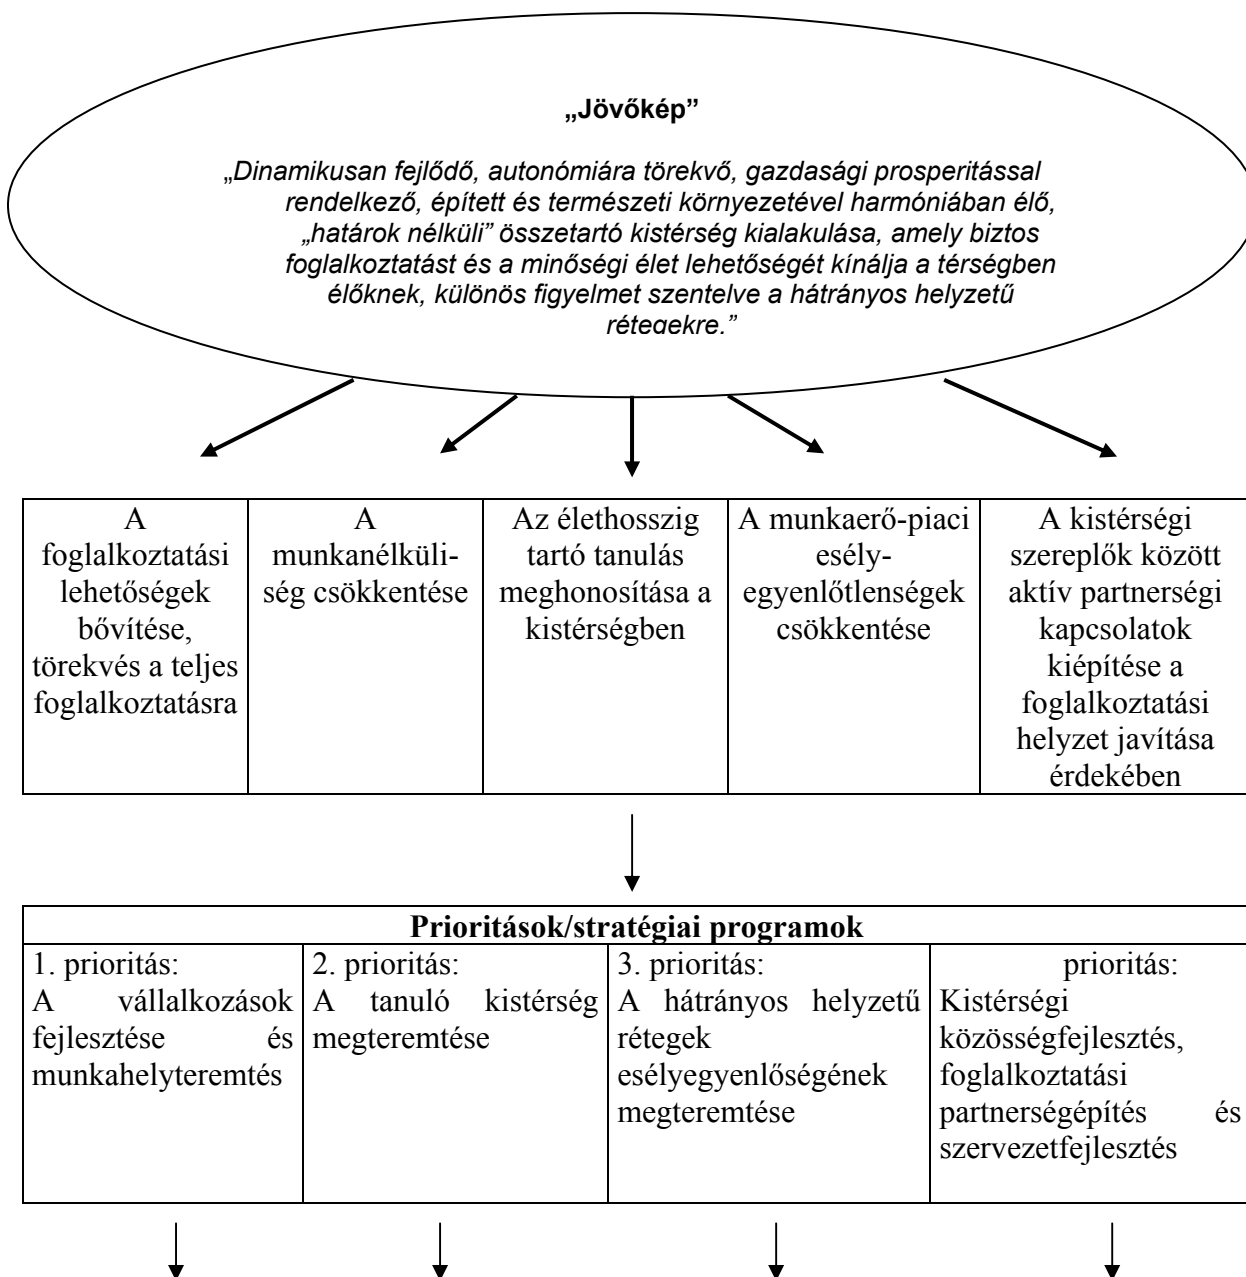 „Jövőkép”
„Dinamikusan fejlődő, autonómiára törekvő, gazdasági prosperitással
rendelkező, épített és természeti környezetével harmóniában élő,
„határok nélküli” összetartó kistérség kialakulása, amely biztos
foglalkoztatást és a minőségi élet lehetőségét kínálja a térségben
élőknek, különös figyelmet szentelve a hátrányos helyzetű
rétegekre.”
A
foglalkoztatási
lehetőségek
bővítése,
törekvés a teljes
foglalkoztatásra
A
munkanélküli-
ség csökkentése
Az élethosszig
tartó tanulás
meghonosítása a
kistérségben
A munkaerő-piaci
esély-
egyenlőtlenségek
csökkentése
A kistérségi
szereplők között
aktív partnerségi
kapcsolatok
kiépítése a
foglalkoztatási
helyzet javítása
érdekében
Prioritások/stratégiai programok
1. prioritás:
A vállalkozások
fejlesztése és
munkahelyteremtés
2. prioritás:
A tanuló kistérség
megteremtése
3. prioritás:
A hátrányos helyzetű
rétegek
esélyegyenlőségének
megteremtése
prioritás:
Kistérségi
közösségfejlesztés,
foglalkoztatási
partnerségépítés és
szervezetfejlesztés